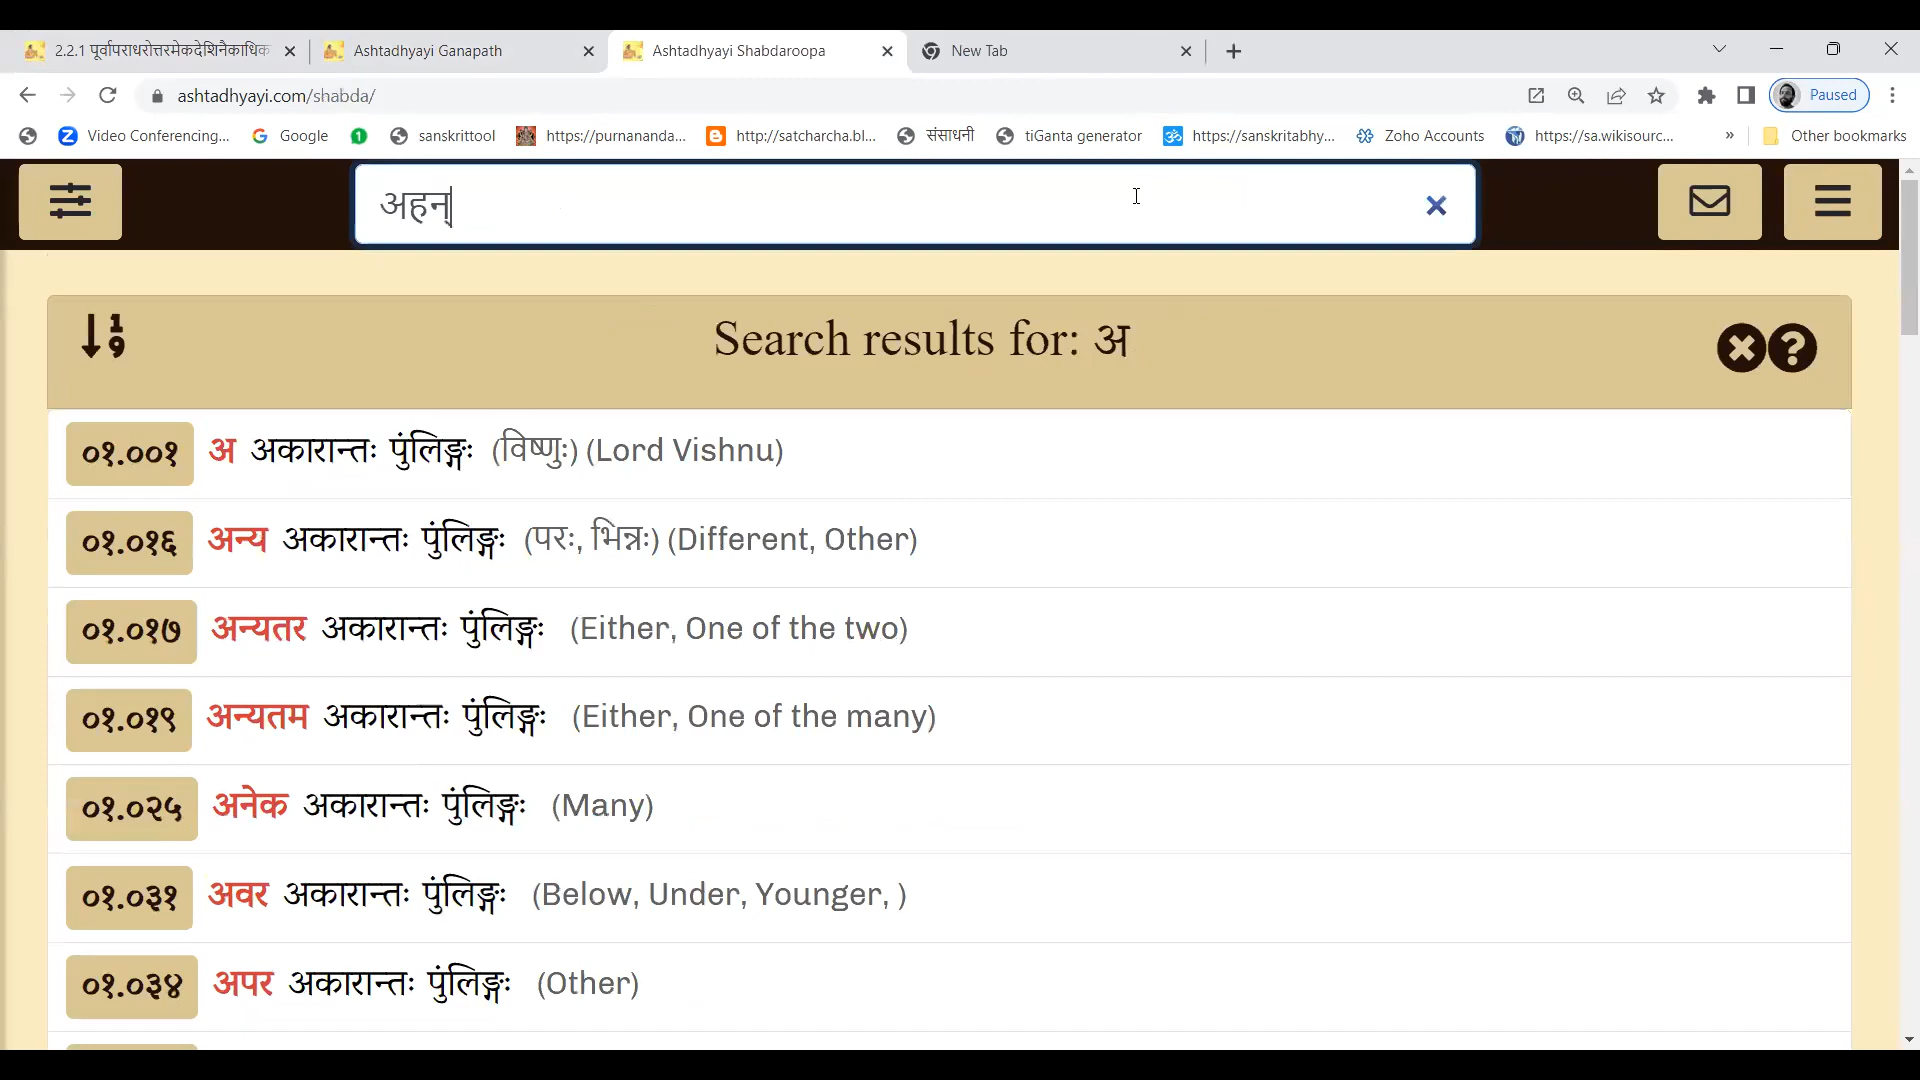 2.2.1 पूर्वापराधरोत्तरमेकदेशिनैकाधिक
Ashtadhyayi Ganapath
Ashtadhyayi Shabdaroopa
New Tab
ashtadhyayi.com/shabda/
Paused
Video Conferencing...
Google
1
sanskrittool
https://purnananda...
http://satcharcha.bl...
संसाधनी
tiGanta generator
https://sanskritabhy...
Zoho Accounts
https://sa.wikisourc...
»
Other bookmarks
अहन्
Search results for: अ
०१.००१ अ अकारान्तः पुंलिङ्गः (विष्णुः) (Lord Vishnu)
०१.०१६ अन्य अकारान्तः पुंलिङ्गः (परः, भिन्नः) (Different, Other)
०१.०१७ अन्यतर अकारान्तः पुंलिङ्गः (Either, One of the two)
०१.०१९ अन्यतम अकारान्तः पुंलिङ्गः (Either, One of the many)
०१.०२५ अनेक अकारान्तः पुंलिङ्गः (Many)
०१.०३१ अवर अकारान्तः पुंलिङ्गः (Below, Under, Younger, )
०१.०३४ अपर अकारान्तः पुंलिङ्गः (Other)